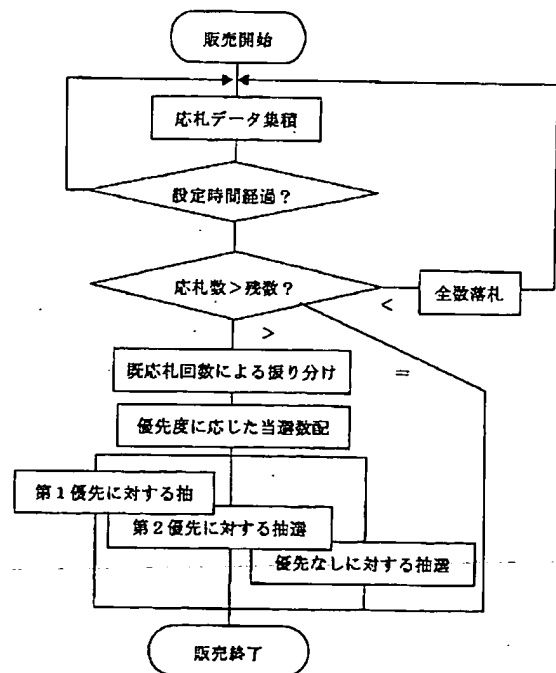 販売開始
応札データ集積
設定時間経過?
応札数>残数?
<
全数落札
>
=
既応札回数による振り分け
優先度に応じた当選数配
第1優先に対する抽
第2優先に対する抽選
優先なしに対する抽選
販売終了